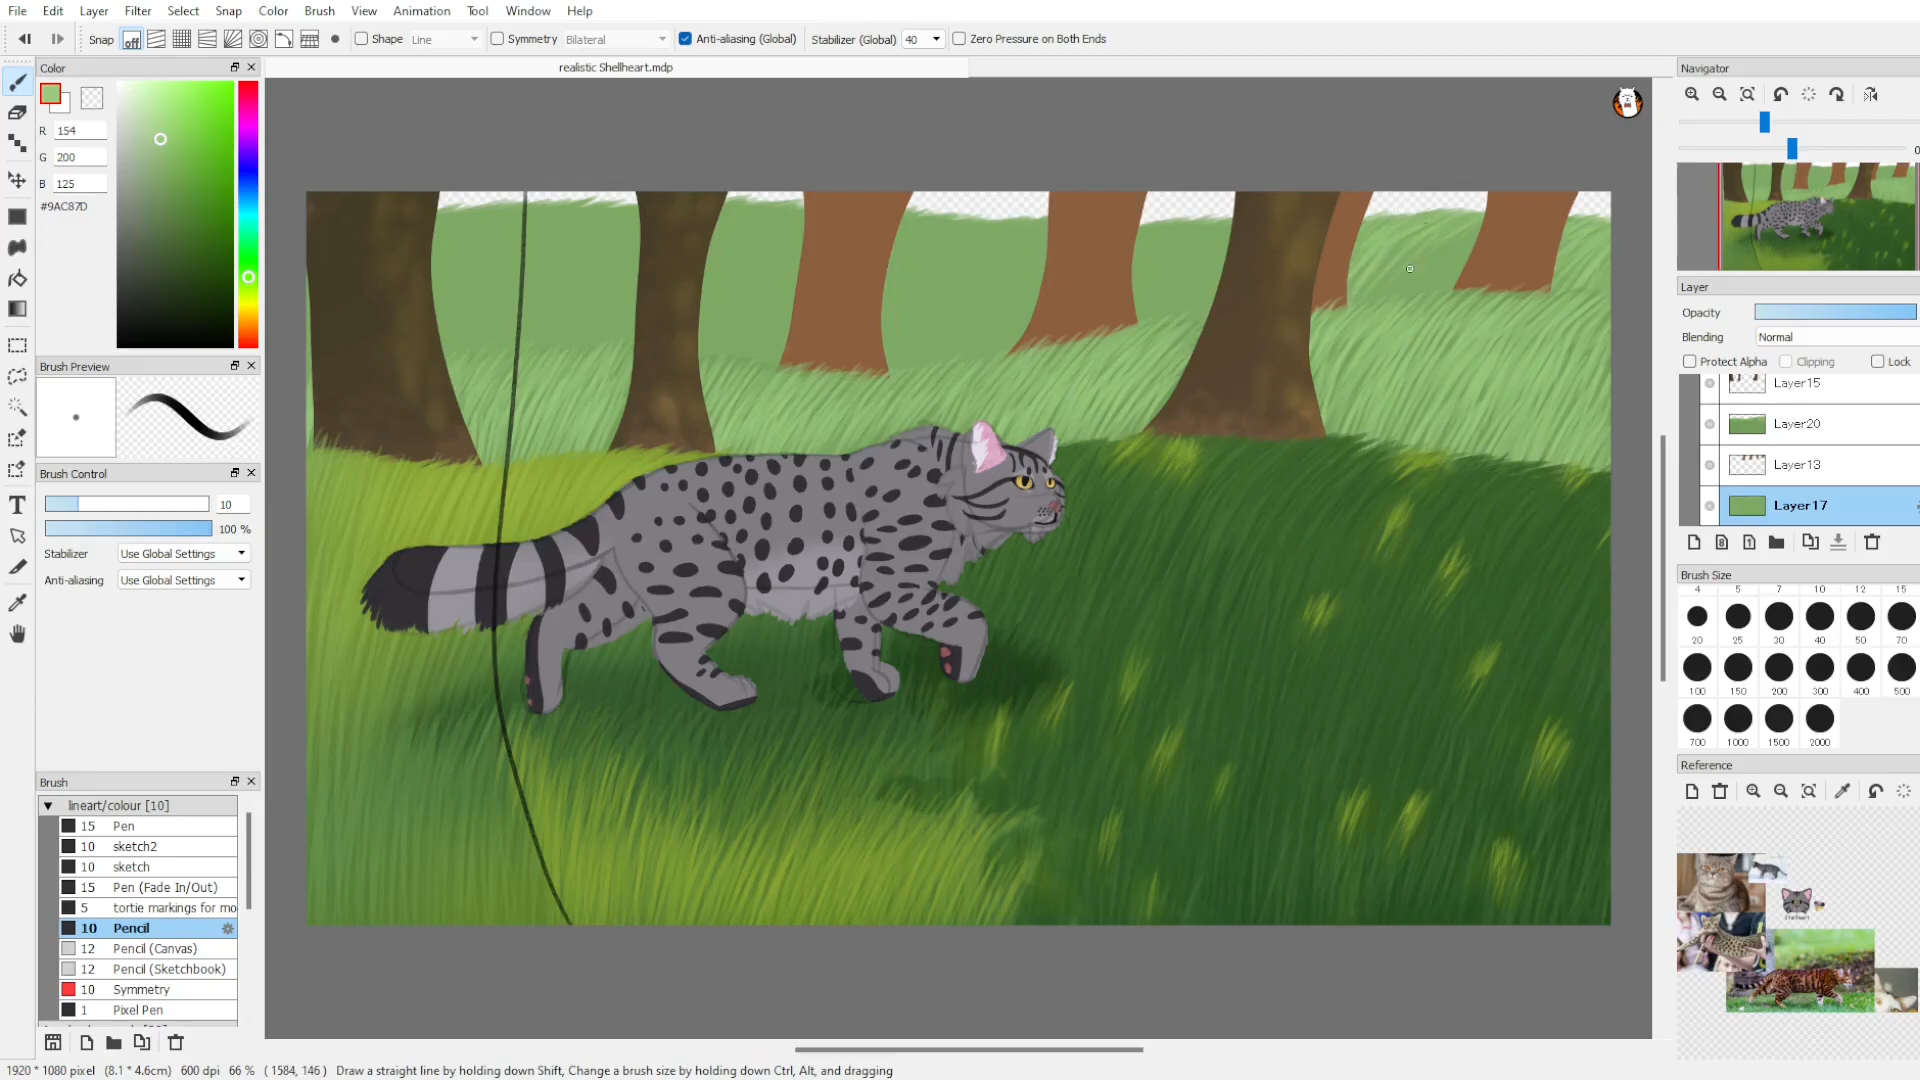 File Edit Layer Filter Select Snap Color Brush View Animation Tool Window Help
Snap off Shape Line Symmetry Bilateral Anti-aliasing (Global) Stabilizer (Global) 40 Zero Pressure on Both Ends
realistic Shellheart.mdp
Color
R 154
G 200
B 125
#9AC87D
Brush Preview
Brush Control
10
100 %
Stabilizer Use Global Settings
Anti-aliasing Use Global Settings
Brush
lineart/colour [10]
15 Pen
10 sketch2
10 sketch
15 Pen (Fade In/Out)
5 tortie markings for mo
10 Pencil
12 Pencil (Canvas)
12 Pencil (Sketchbook)
10 Symmetry
1 Pixel Pen
Navigator
0
Layer
Opacity
Blending Normal
Protect Alpha Clipping Lock
Layer15
Layer20
Layer13
Layer17
Brush Size
4 5 7 10 12 15
20 25 30 40 50 70
100 150 200 300 400 500
700 1000 1500 2000
Reference
1920 * 1080 pixel (8.1 * 4.6cm) 600 dpi 66 % ( 1584, 146 ) Draw a straight line by holding down Shift, Change a brush size by holding down Ctrl, Alt, and dragging